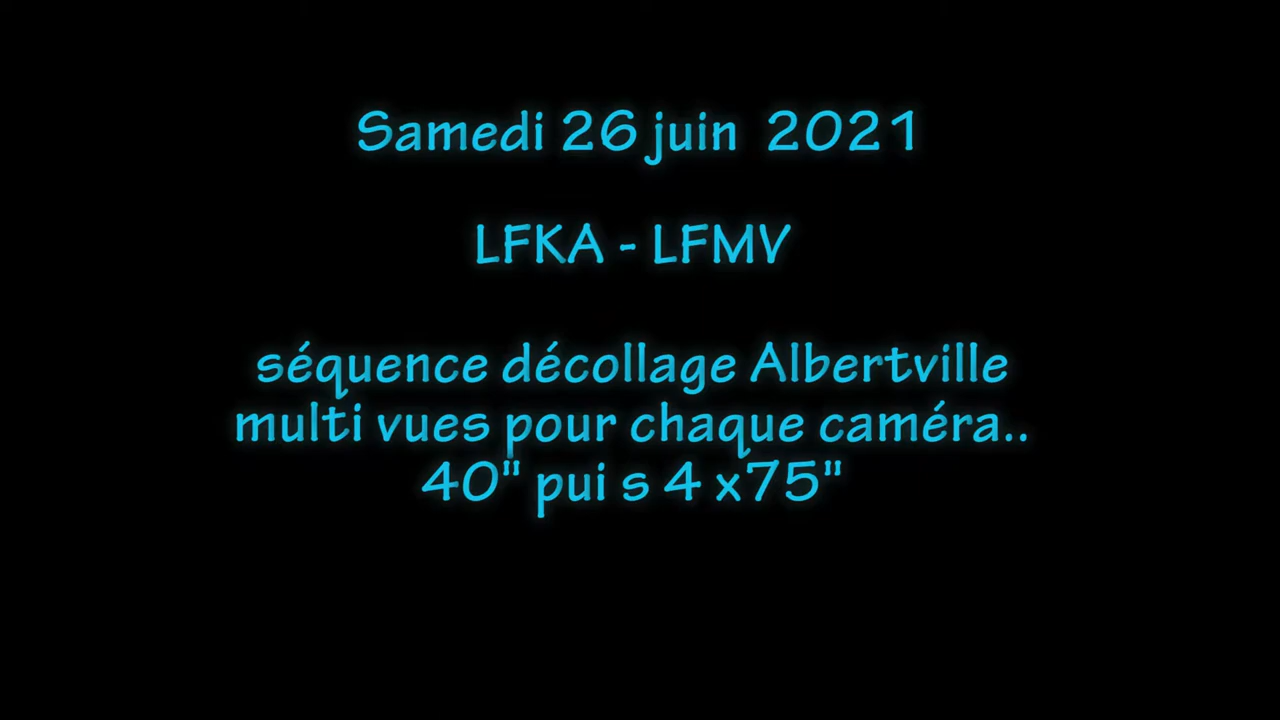 Samedi 26 juin 2021
LFKA - LFMV
séquence décollage Albertville
multi vues pour chaque caméra..
40" pui s 4 x75"